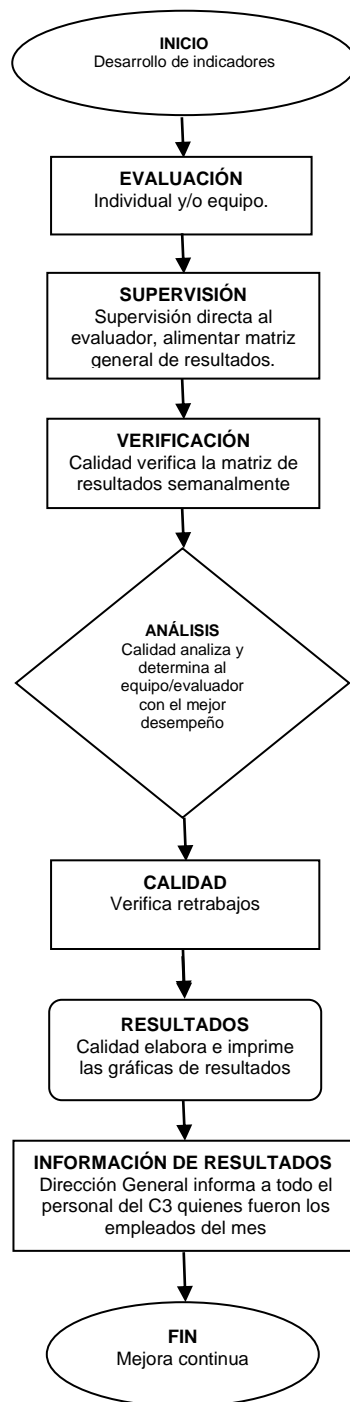 INICIO
Desarrollo de indicadores
EVALUACIÓN
Individual y/o equipo.
SUPERVISIÓN
Supervisión directa al
evaluador, alimentar matriz
general de resultados.
VERIFICACIÓN
Calidad verifica la matriz de
resultados semanalmente
ANÁLISIS
Calidad analiza y
determina al
equipo/evaluador
con el mejor
desempeño
CALIDAD
Verifica retrabajos
RESULTADOS
Calidad elabora e imprime
las gráficas de resultados
INFORMACIÓN DE RESULTADOS
Dirección General informa a todo el
personal del C3 quienes fueron los
empleados del mes
FIN
Mejora continua